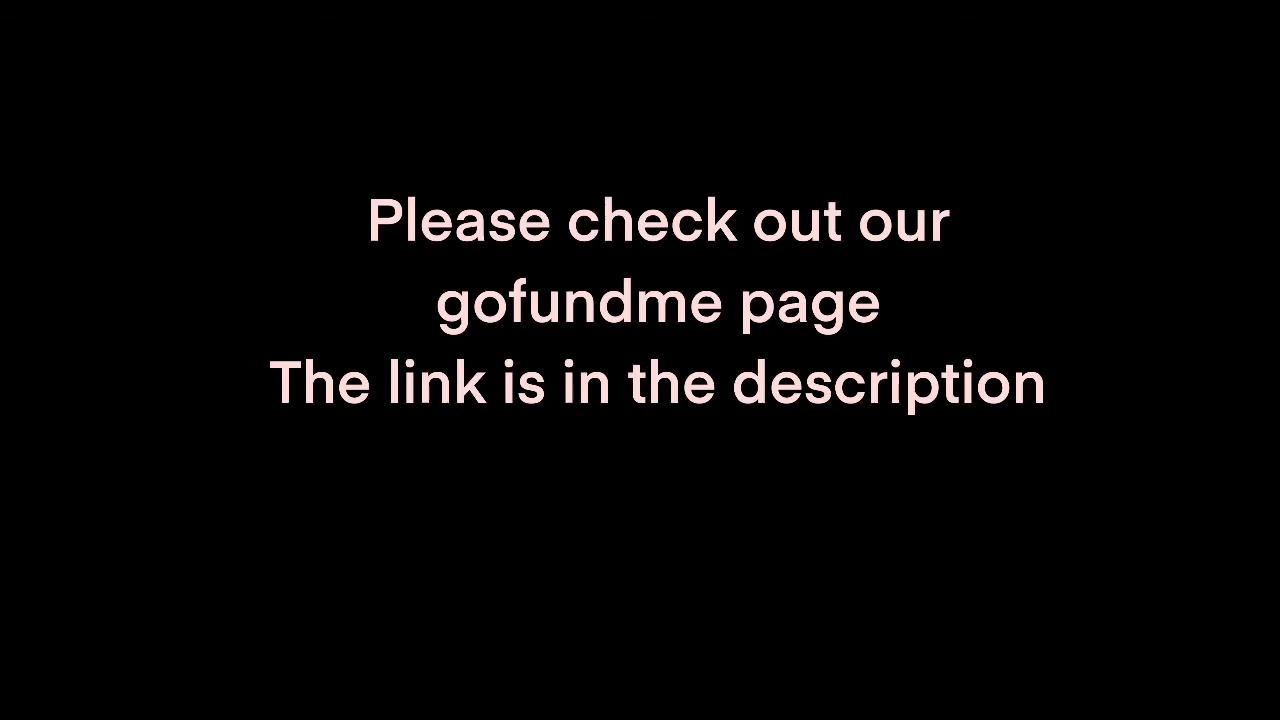 Please check out our
gofundme page
The link is in the description